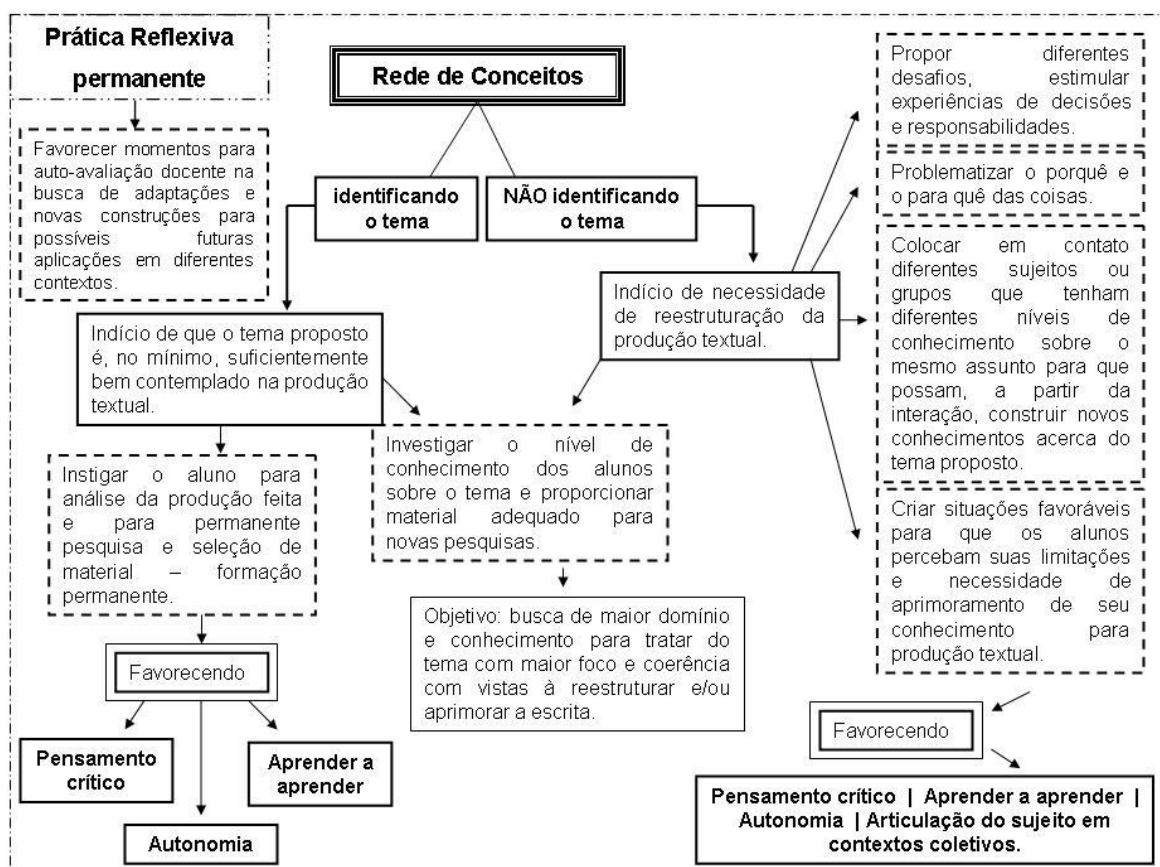 Prática Reflexiva
permanente
Favorecer momentos para
auto-avaliação docente na
busca de adaptações e
novas construções para
possíveis futuras
aplicações em diferentes
contextos.
Rede de Conceitos
identificando
o tema
NÃO identificando
o tema
Indício de que o tema proposto
é, no mínimo, suficientemente
bem contemplado na produção
textual.
Indício de necessidade
de reestruturação da
produção textual.
Instigar o aluno para
análise da produção feita
e para permanente
pesquisa e seleção de
material – formação
permanente.
Investigar o nível de
conhecimento dos alunos
sobre o tema e proporcionar
material adequado para
novas pesquisas.
Objetivo: busca de maior domínio
e conhecimento para tratar do
tema com maior foco e coerência
com vistas à reestruturar e/ou
aprimorar a escrita.
Favorecendo
Pensamento
crítico
Aprender a
aprender
Autonomia
Propor diferentes
desafios, estimular
experiências de decisões
e responsabilidades.
Problematizar o porquê e
o para quê das coisas.
Colocar em contato
diferentes sujeitos ou
grupos que tenham
diferentes níveis de
conhecimento sobre o
mesmo assunto para que
possam, a partir da
interação, construir novos
conhecimentos acerca do
tema proposto.
Criar situações favoráveis
para que os alunos
percebam suas limitações
e necessidade de
aprimoramento de seu
conhecimento para
produção textual.
Favorecendo
Pensamento crítico | Aprender a aprender |
Autonomia | Articulação do sujeito em
contextos coletivos.